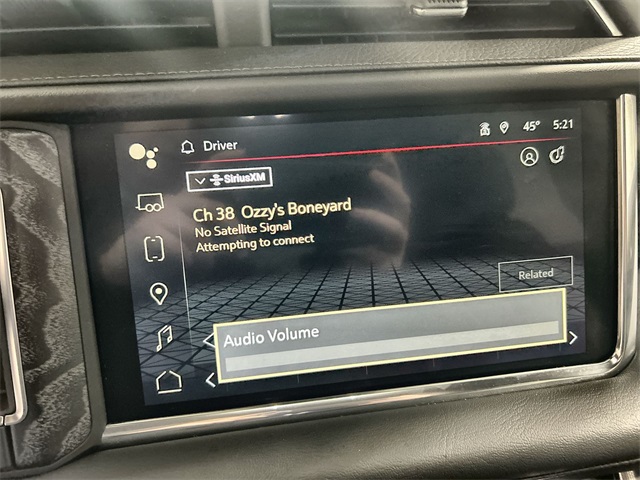 Driver
45° 5:21
SiriusXM
Ch 38 Ozzy's Boneyard
No Satellite Signal
Attempting to connect
Related
Audio Volume